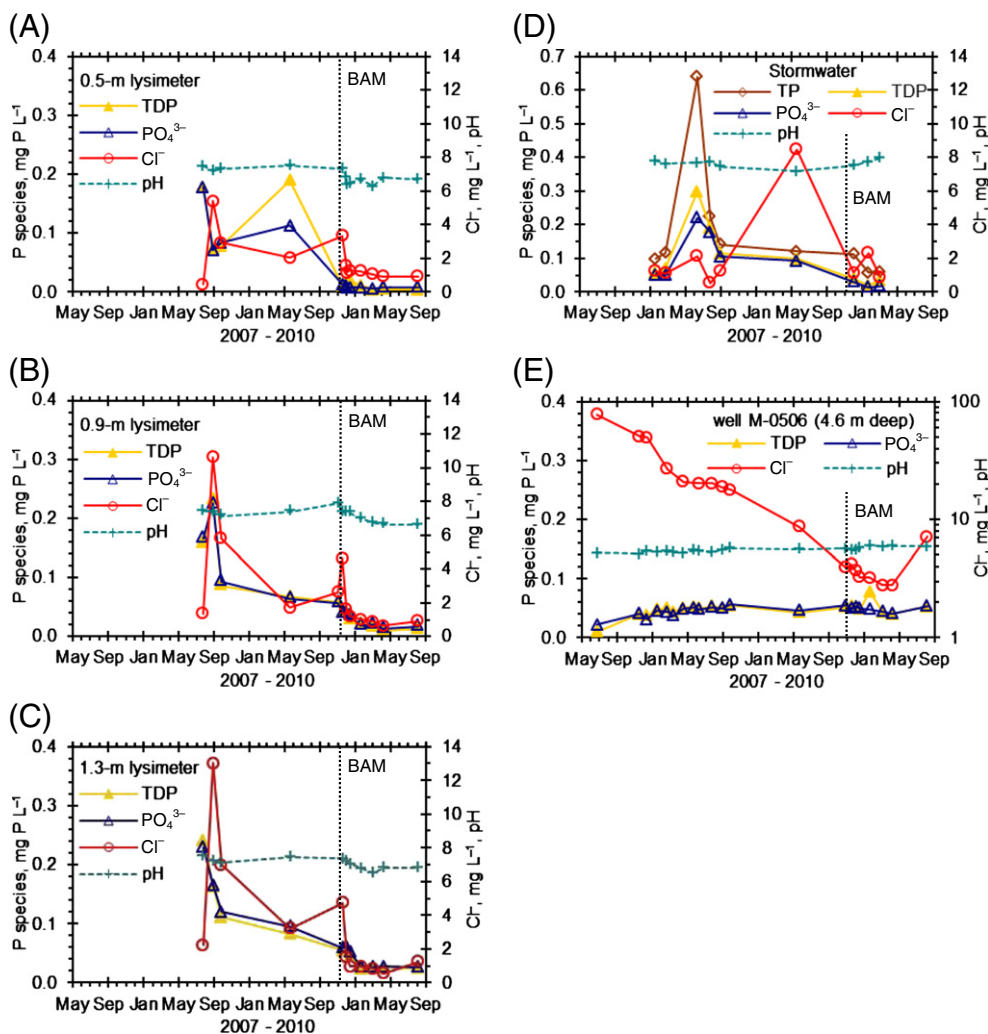 (A)
0.4
0.3
0.2
0.1
0.0
P species, mg P L⁻¹
0.5-m lysimeter
TDP
PO₄³⁻
Cl⁻
pH
BAM
14
12
10
8
6
4
2
0
Cl⁻, mg L⁻¹, pH
May Sep Jan May Sep Jan May Sep Jan May Sep
2007 - 2010
(B)
0.4
0.3
0.2
0.1
0.0
P species, mg P L⁻¹
0.9-m lysimeter
TDP
PO₄³⁻
Cl⁻
pH
BAM
14
12
10
8
6
4
2
0
Cl⁻, mg L⁻¹, pH
May Sep Jan May Sep Jan May Sep Jan May Sep
2007 - 2010
(C)
0.4
0.3
0.2
0.1
0.0
P species, mg P L⁻¹
1.3-m lysimeter
TDP
PO₄³⁻
Cl⁻
pH
BAM
14
12
10
8
6
4
2
0
Cl⁻, mg L⁻¹, pH
May Sep Jan May Sep Jan May Sep Jan May Sep
2007 - 2010
(D)
0.7
0.6
0.5
0.4
0.3
0.2
0.1
0.0
P species, mg P L⁻¹
Stormwater
TP TDP
PO₄³⁻ Cl⁻
pH
BAM
14
12
10
8
6
4
2
0
Cl⁻, mg L⁻¹, pH
May Sep Jan May Sep Jan May Sep Jan May Sep
2007 - 2010
(E)
0.4
0.3
0.2
0.1
0.0
P species, mg P L⁻¹
well M-0506 (4.6 m deep)
TDP PO₄³⁻
Cl⁻ pH
BAM
100
10
1
Cl⁻, mg L⁻¹, pH
May Sep Jan May Sep Jan May Sep Jan May Sep
2007 - 2010